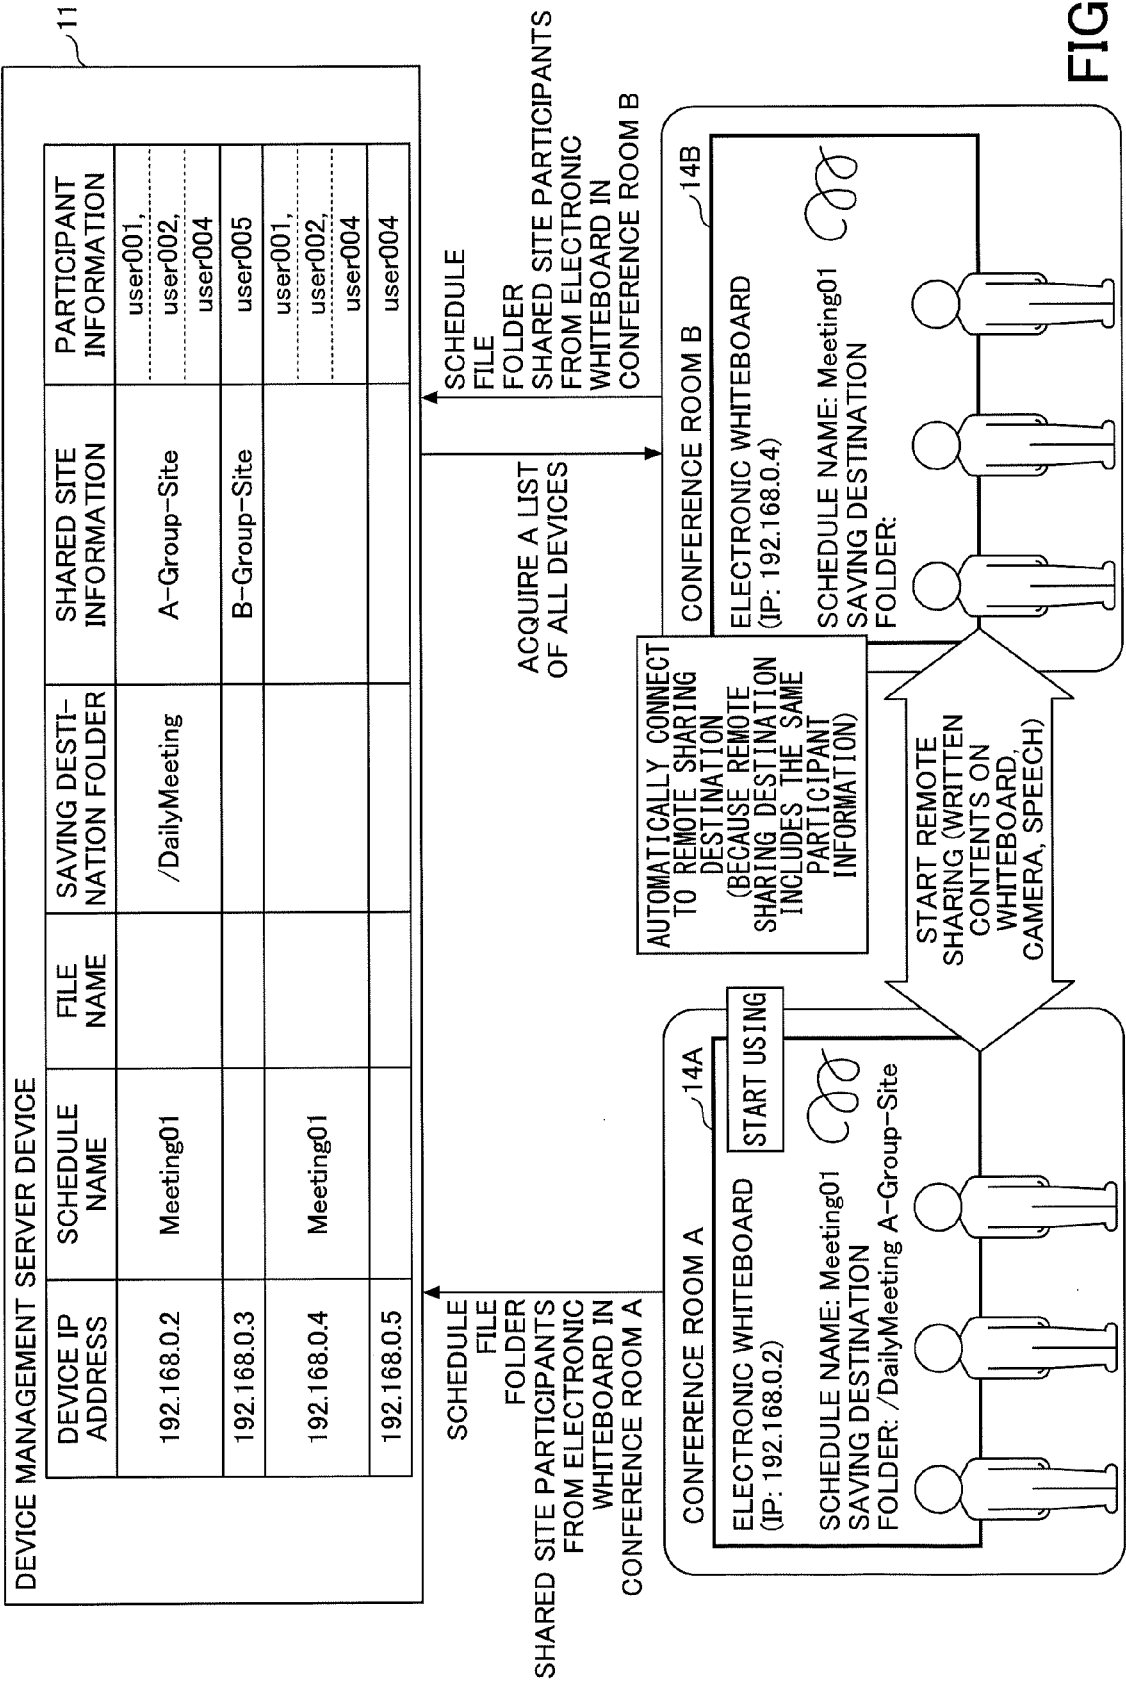 11
DEVICE MANAGEMENT SERVER DEVICE
DEVICE IP
ADDRESS
SCHEDULE
NAME
FILE
NAME
SAVING DESTI-
NATION FOLDER
SHARED SITE
INFORMATION
PARTICIPANT
INFORMATION
192.168.0.2
Meeting01
/DailyMeeting
A-Group-Site
user001,
user002,
user004
192.168.0.3
B-Group-Site
user005
192.168.0.4
Meeting01
user001,
user002,
user004
192.168.0.5
user004
SCHEDULE
FILE
FOLDER
SHARED SITE PARTICIPANTS
FROM ELECTRONIC
WHITEBOARD IN
CONFERENCE ROOM A
ACQUIRE A LIST
OF ALL DEVICES
SCHEDULE
FILE
FOLDER
SHARED SITE PARTICIPANTS
FROM ELECTRONIC
WHITEBOARD IN
CONFERENCE ROOM B
CONFERENCE ROOM A
14A
ELECTRONIC WHITEBOARD
(IP: 192.168.0.2)
START USING
SCHEDULE NAME: Meeting01
SAVING DESTINATION
FOLDER: /DailyMeeting A-Group-Site
AUTOMATICALLY CONNECT
TO REMOTE SHARING
DESTINATION
(BECAUSE REMOTE
SHARING DESTINATION
INCLUDES THE SAME
PARTICIPANT
INFORMATION)
START REMOTE
SHARING (WRITTEN
CONTENTS ON
WHITEBOARD,
CAMERA, SPEECH)
CONFERENCE ROOM B
14B
ELECTRONIC WHITEBOARD
(IP: 192.168.0.4)
SCHEDULE NAME: Meeting01
SAVING DESTINATION
FOLDER:
FIG